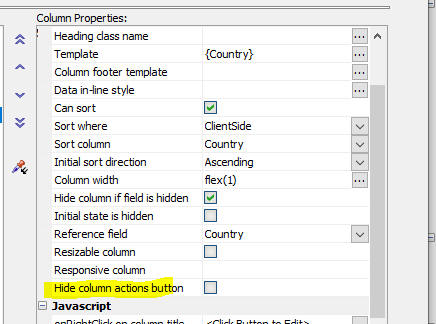 Column Properties:
Heading class name ...
Template {Country} ...
Column footer template ...
Data in-line style ...
Can sort
Sort where ClientSide
Sort column Country
Initial sort direction Ascending
Column width flex(1) ...
Hide column if field is hidden
Initial state is hidden
Reference field Country
Resizable column
Responsive column
Hide column actions button
Javascript
onRightClick on column title <Click Button to Edit> ...